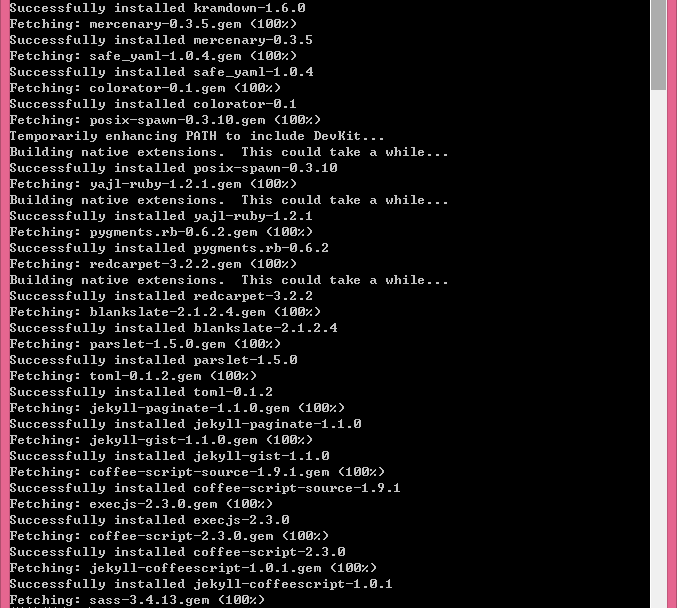 Successfully installed kramdown-1.6.0
Fetching: mercenary-0.3.5.gem (100%)
Successfully installed mercenary-0.3.5
Fetching: safe_yaml-1.0.4.gem (100%)
Successfully installed safe_yaml-1.0.4
Fetching: colorator-0.1.gem (100%)
Successfully installed colorator-0.1
Fetching: posix-spawn-0.3.10.gem (100%)
Temporarily enhancing PATH to include DevKit...
Building native extensions.  This could take a while...
Successfully installed posix-spawn-0.3.10
Fetching: yajl-ruby-1.2.1.gem (100%)
Building native extensions.  This could take a while...
Successfully installed yajl-ruby-1.2.1
Fetching: pygments.rb-0.6.2.gem (100%)
Successfully installed pygments.rb-0.6.2
Fetching: redcarpet-3.2.2.gem (100%)
Building native extensions.  This could take a while...
Successfully installed redcarpet-3.2.2
Fetching: blankslate-2.1.2.4.gem (100%)
Successfully installed blankslate-2.1.2.4
Fetching: parslet-1.5.0.gem (100%)
Successfully installed parslet-1.5.0
Fetching: toml-0.1.2.gem (100%)
Successfully installed toml-0.1.2
Fetching: jekyll-paginate-1.1.0.gem (100%)
Successfully installed jekyll-paginate-1.1.0
Fetching: jekyll-gist-1.1.0.gem (100%)
Successfully installed jekyll-gist-1.1.0
Fetching: coffee-script-source-1.9.1.gem (100%)
Successfully installed coffee-script-source-1.9.1
Fetching: execjs-2.3.0.gem (100%)
Successfully installed execjs-2.3.0
Fetching: coffee-script-2.3.0.gem (100%)
Successfully installed coffee-script-2.3.0
Fetching: jekyll-coffeescript-1.0.1.gem (100%)
Successfully installed jekyll-coffeescript-1.0.1
Fetching: sass-3.4.13.gem (100%)